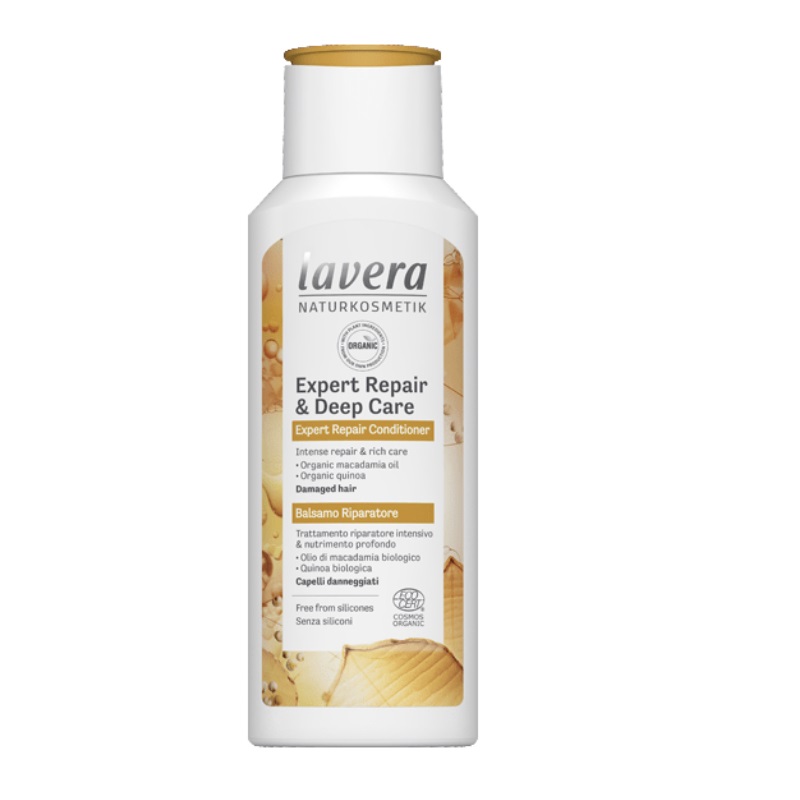 lavera
NATURKOSMETIK
ORGANIC
Expert Repair
& Deep Care
Expert Repair Conditioner
Intense repair & rich care
• Organic macadamia oil
• Organic quinoa
Damaged hair
Balsamo Riparatore
Trattamento riparatore intensivo
& nutrimento profondo
• Olio di macadamia biologico
• Quinoa biologica
Capelli danneggiati
Free from silicones
Senza siliconi
ECO
CERT
COSMOS
ORGANIC